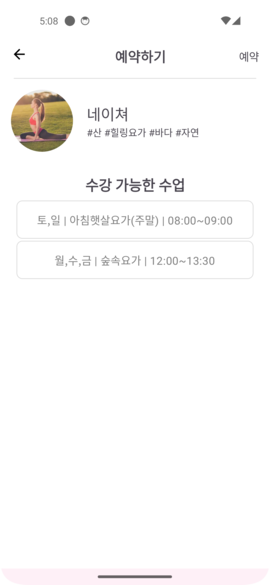 5:08
예약하기
예약
네이쳐
#산 #힐링요가 #바다 #자연
수강 가능한 수업
토,일 | 아침햇살요가(주말) | 08:00~09:00
월,수,금 | 숲속요가 | 12:00~13:30